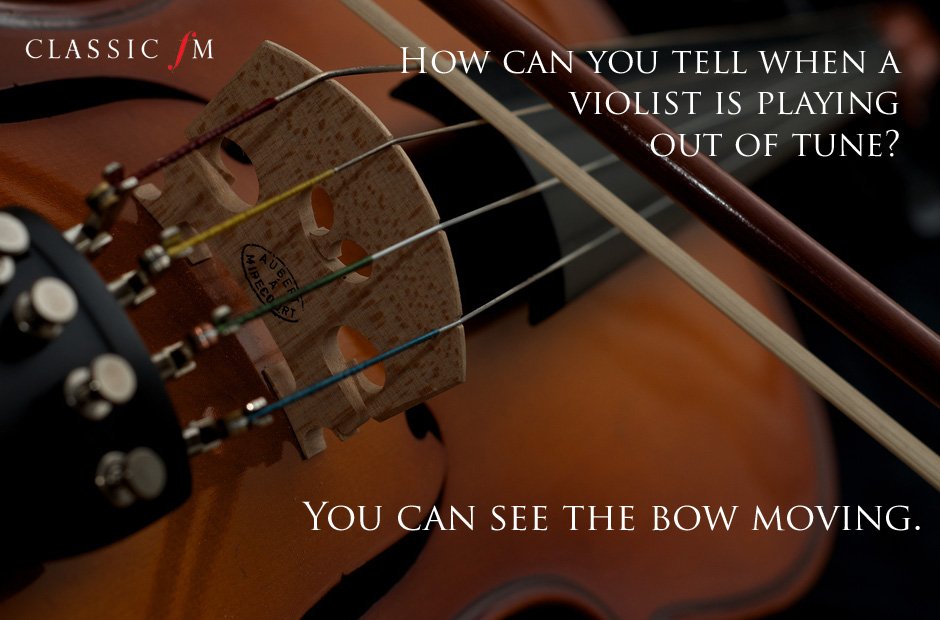 CLASSIC fM
HOW CAN YOU TELL WHEN A
VIOLIST IS PLAYING
OUT OF TUNE?
AUBERT
A
MIRECOURT
YOU CAN SEE THE BOW MOVING.